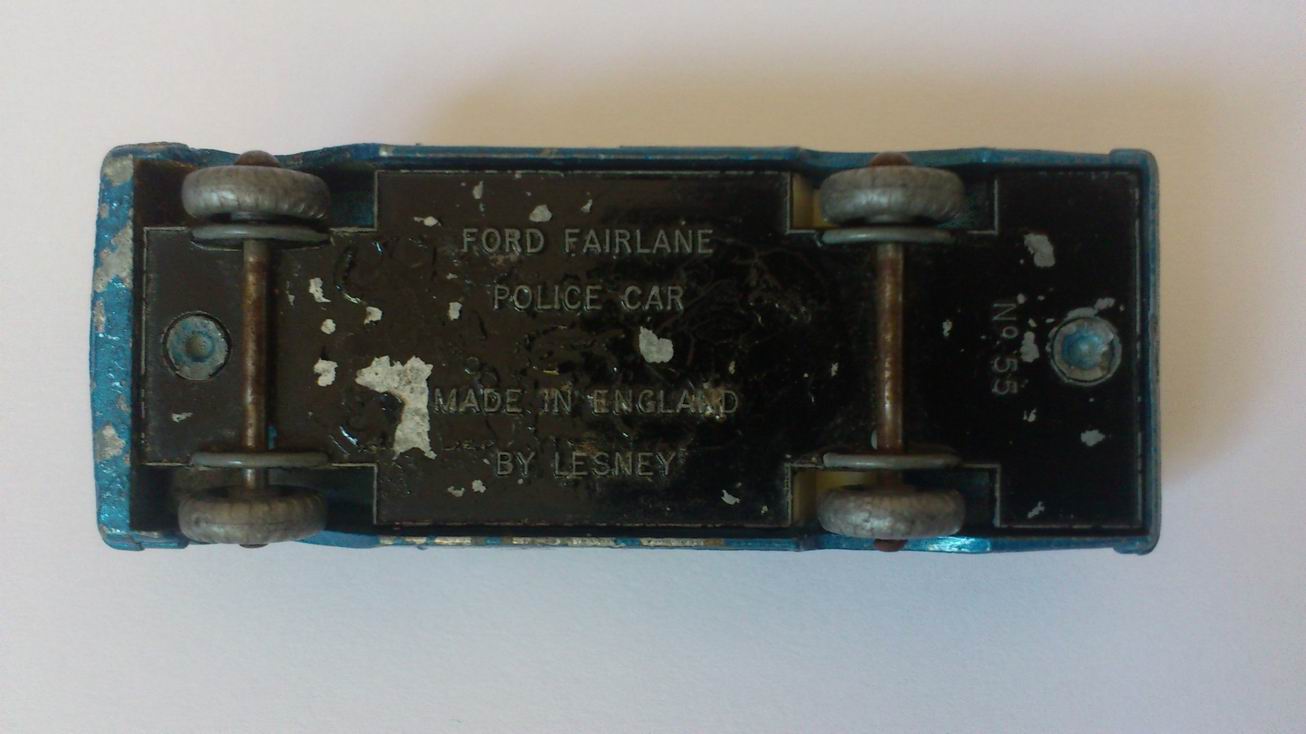 FORD FAIRLANE
POLICE CAR
MADE IN ENGLAND
BY LESNEY
No 55